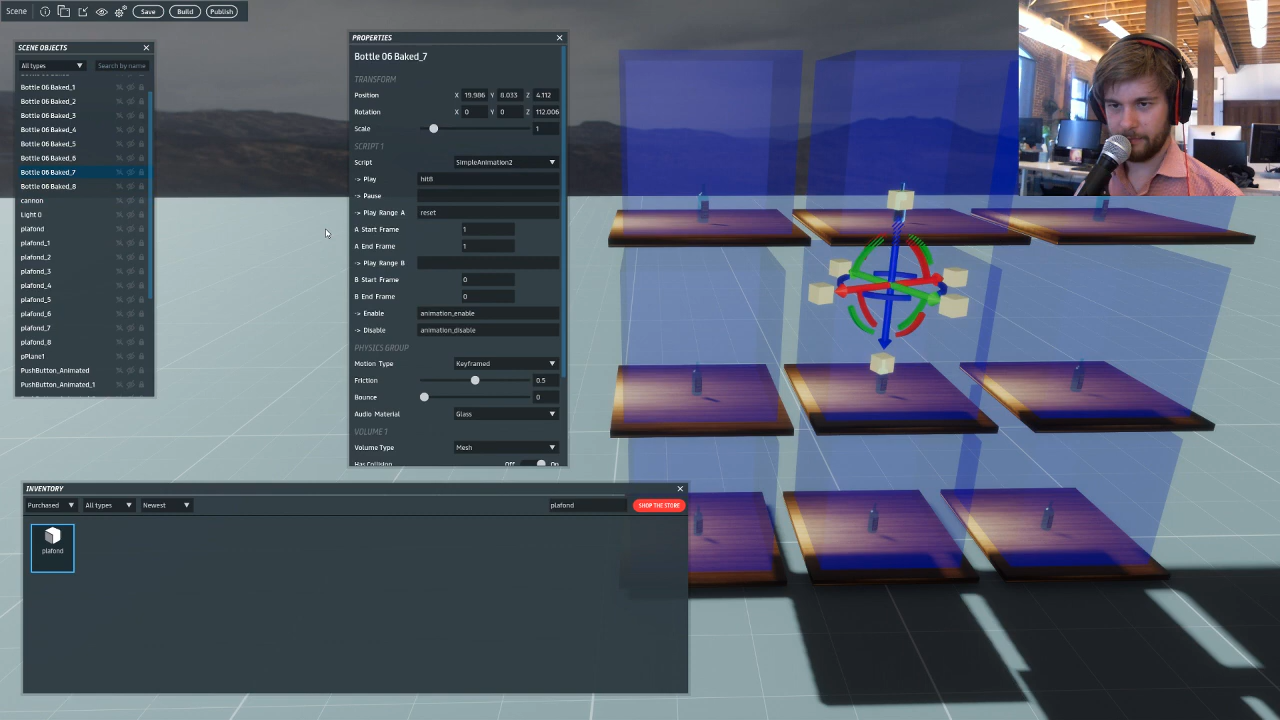 Scene Save Build Publish
SCENE OBJECTS
All types Search by name
Bottle 06 Baked_1
Bottle 06 Baked_2
Bottle 06 Baked_3
Bottle 06 Baked_4
Bottle 06 Baked_5
Bottle 06 Baked_6
Bottle 06 Baked_7
Bottle 06 Baked_8
cannon
Light 0
plafond
plafond_1
plafond_2
plafond_3
plafond_4
plafond_5
plafond_6
plafond_7
plafond_8
pPlane1
PushButton_Animated
PushButton_Animated_1
PROPERTIES
Bottle 06 Baked_7
TRANSFORM
Position X 19.986 Y 8.033 Z 4.112
Rotation X 0 Y 0 Z 112.006
Scale 1
SCRIPT 1
Script SimpleAnimation2
-> Play hit8
-> Pause
-> Play Range A reset
A Start Frame 1
A End Frame 1
-> Play Range B
B Start Frame 0
B End Frame 0
-> Enable animation_enable
-> Disable animation_disable
PHYSICS GROUP
Motion Type Keyframed
Friction 0.5
Bounce 0
Audio Material Glass
VOLUME 1
Volume Type Mesh
Has Collision Off On
INVENTORY
Purchased All types Newest plafond SHOP THE STORE
plafond